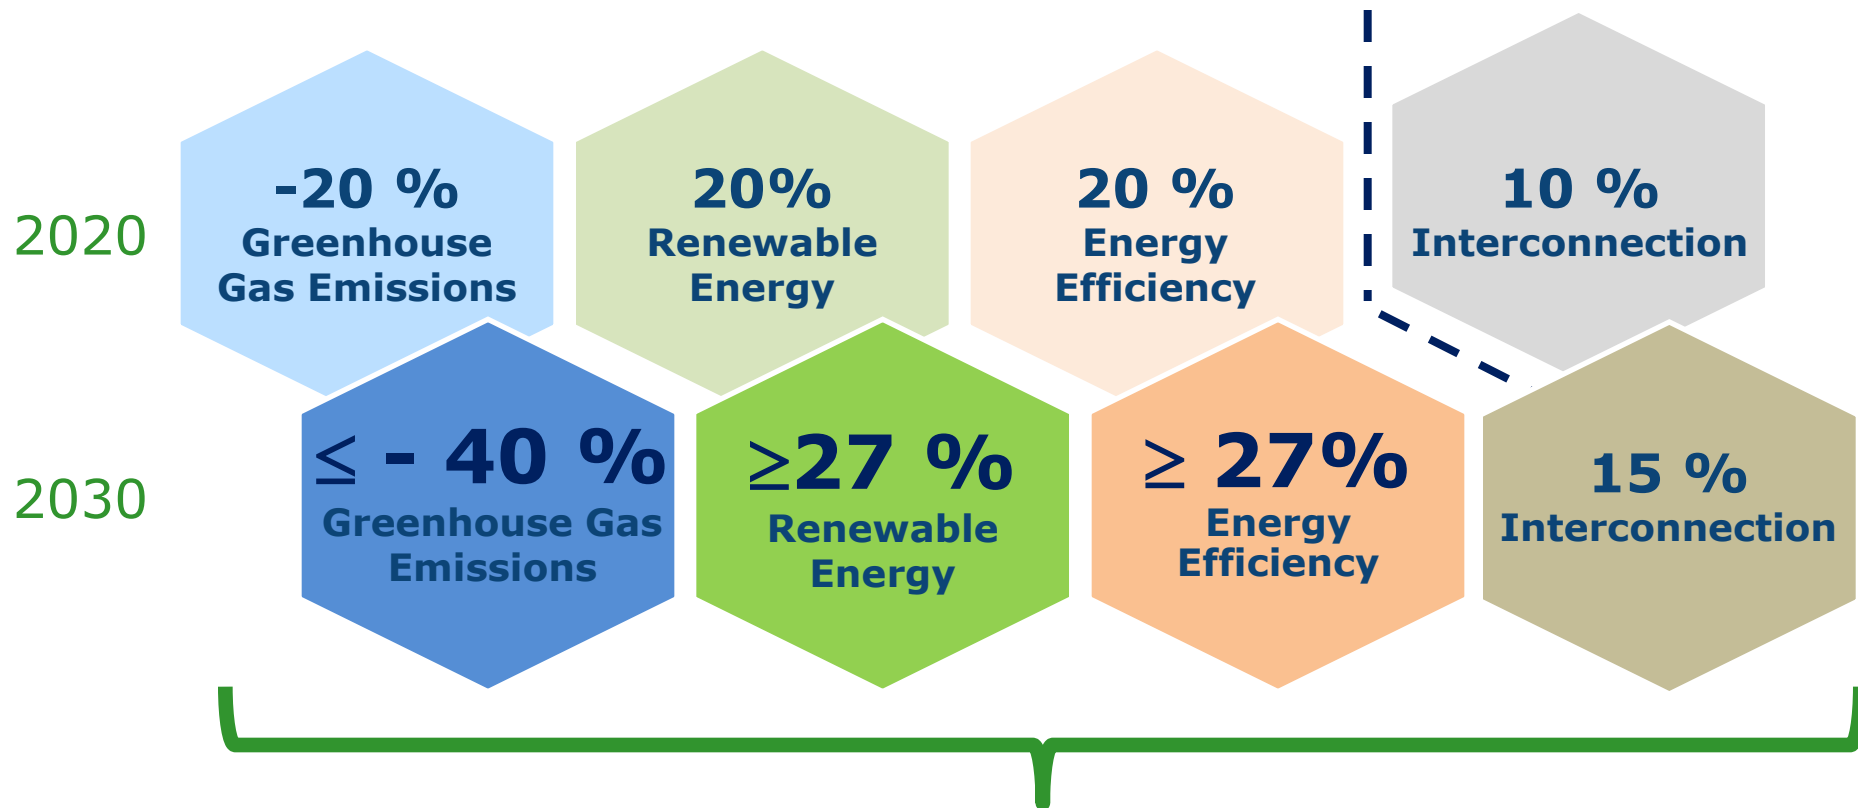 2020
-20 %
Greenhouse
Gas Emissions
20%
Renewable
Energy
20 %
Energy
Efficiency
10 %
Interconnection
2030
≤ - 40 %
Greenhouse Gas
Emissions
≥27 %
Renewable
Energy
≥ 27%
Energy
Efficiency
15 %
Interconnection